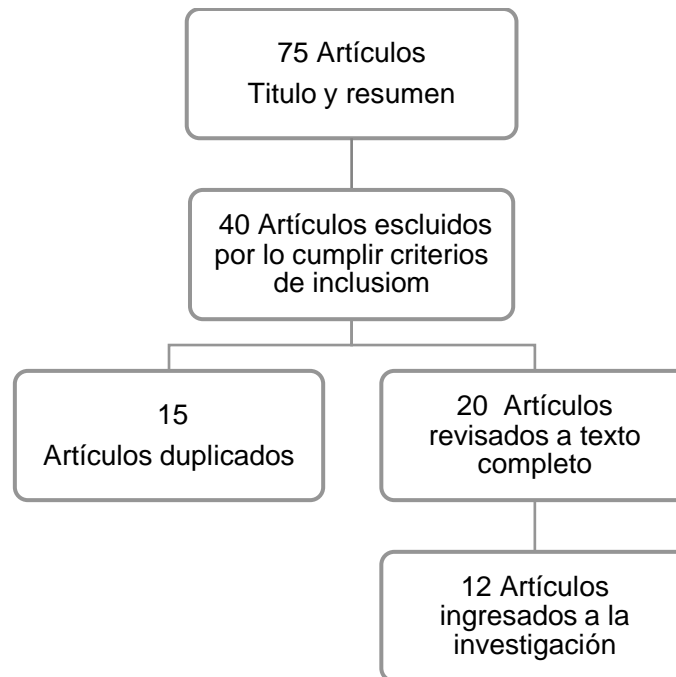 75 Artículos
Titulo y resumen
40 Artículos escluidos
por lo cumplir criterios
de inclusiom
15
Artículos duplicados
20 Artículos
revisados a texto
completo
12 Artículos
ingresados a la
investigación